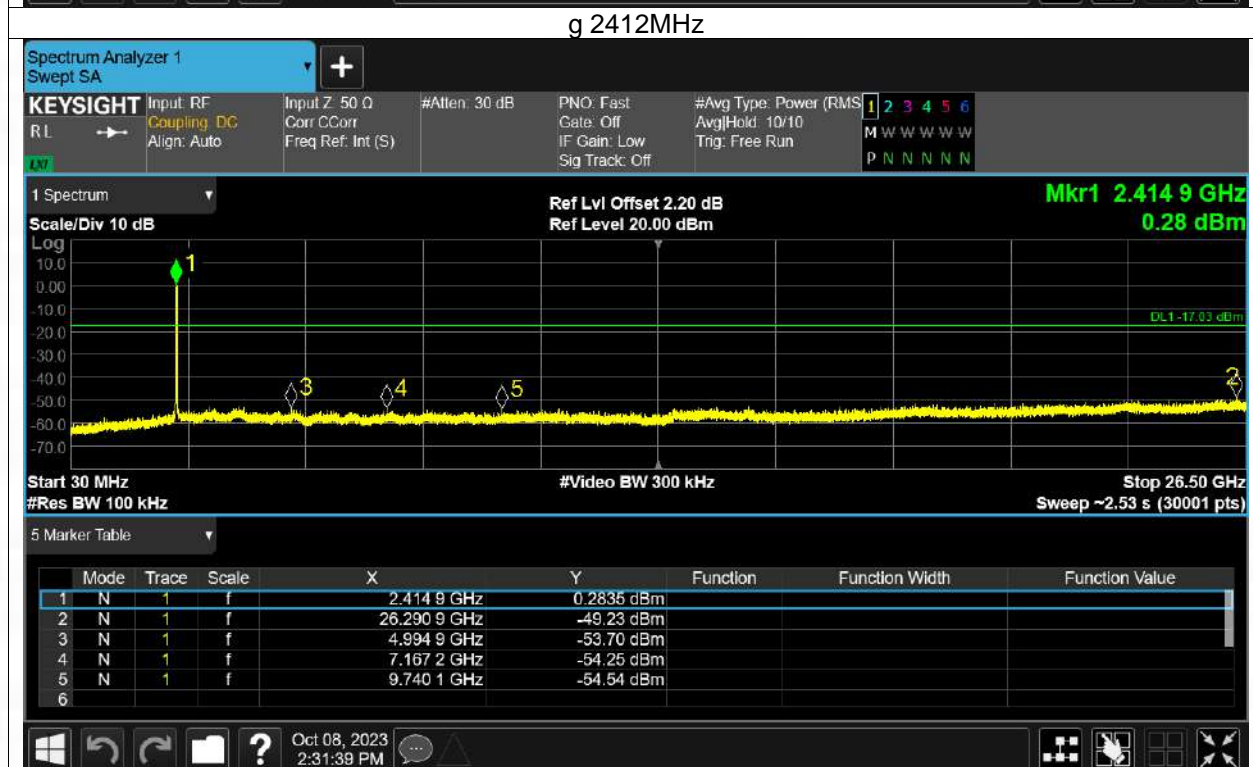 g 2412MHz
Spectrum Analyzer 1
Swept SA
KEYSIGHT
R L
Input: RF
Coupling: DC
Align: Auto
Input Z: 50 Ω
Corr CCorr
Freq Ref: Int (S)
#Atten: 30 dB
PNO: Fast
Gate: Off
IF Gain: Low
Sig Track: Off
#Avg Type: Power (RMS
Avg|Hold: 10/10
Trig: Free Run
1 2 3 4 5 6
M W W W W W
P N N N N N
1 Spectrum
Scale/Div 10 dB
Ref Lvl Offset 2.20 dB
Ref Level 20.00 dBm
Mkr1 2.414 9 GHz
0.28 dBm
Log
10.0
0.00
-10.0
-20.0
-30.0
-40.0
-50.0
-60.0
-70.0
1
DL1 -17.03 dBm
3
4
5
2
Start 30 MHz
#Res BW 100 kHz
#Video BW 300 kHz
Stop 26.50 GHz
Sweep ~2.53 s (30001 pts)
5 Marker Table
Mode Trace Scale X Y Function Function Width Function Value
1 N 1 f 2.414 9 GHz 0.2835 dBm
2 N 1 f 26.290 9 GHz -49.23 dBm
3 N 1 f 4.994 9 GHz -53.70 dBm
4 N 1 f 7.167 2 GHz -54.25 dBm
5 N 1 f 9.740 1 GHz -54.54 dBm
6
?
Oct 08, 2023
2:31:39 PM